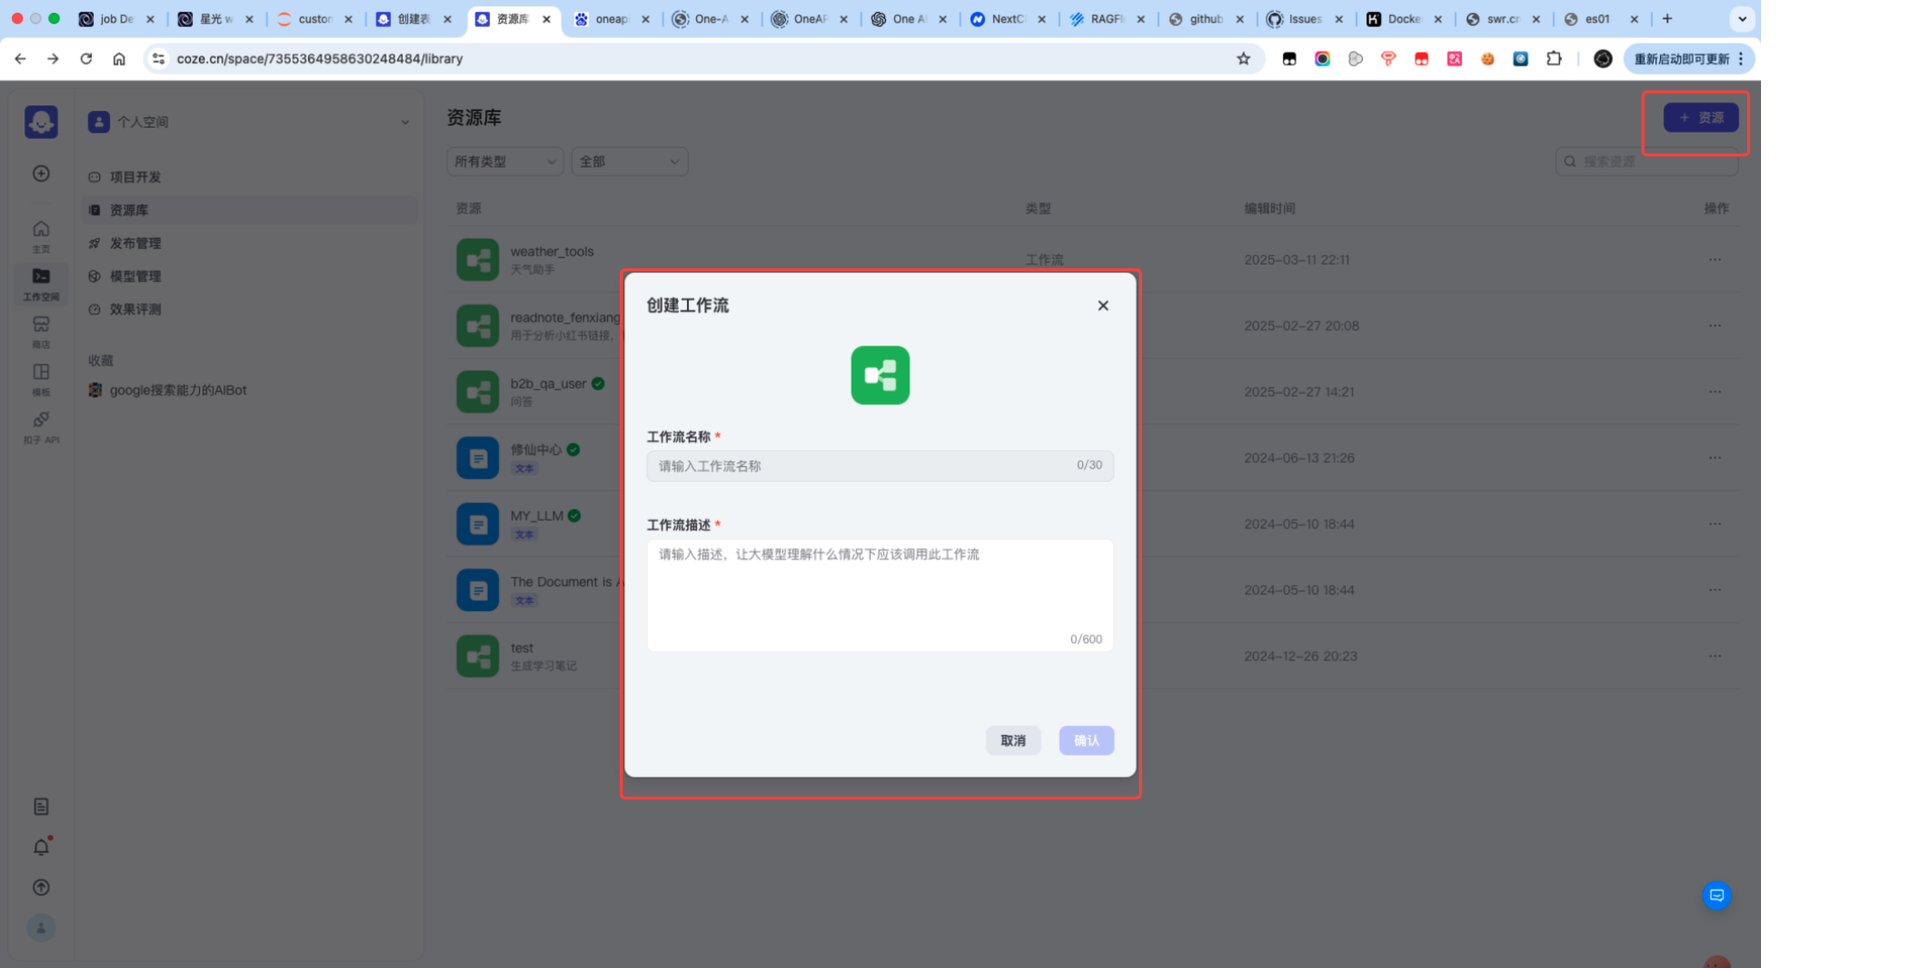 job De
星光 w
custon
创建表
资源库
oneap
One-A
OneAP
One AI
NextC
RAGFl
github
Issues
Docke
swr.cr
es01
coze.cn/space/7355364958630248484/library
重新启动即可更新
个人空间
项目开发
资源库
发布管理
模型管理
效果评测
收藏
google搜索能力的AIBot
主页
工作空间
商店
模板
扣子 API
资源库
+ 资源
所有类型
全部
搜索资源
资源 类型 编辑时间 操作
weather_tools
天气助手
工作流
2025-03-11 22:11
readnote_fenxiang
用于分析小红书链接,
2025-02-27 20:08
b2b_qa_user
问答
2025-02-27 14:21
修仙中心
文本
2024-06-13 21:26
MY_LLM
文本
2024-05-10 18:44
The Document is
文本
2024-05-10 18:44
test
生成学习笔记
2024-12-26 20:23
创建工作流
工作流名称 *
请输入工作流名称 0/30
工作流描述 *
请输入描述，让大模型理解什么情况下应该调用此工作流
0/600
取消
确认